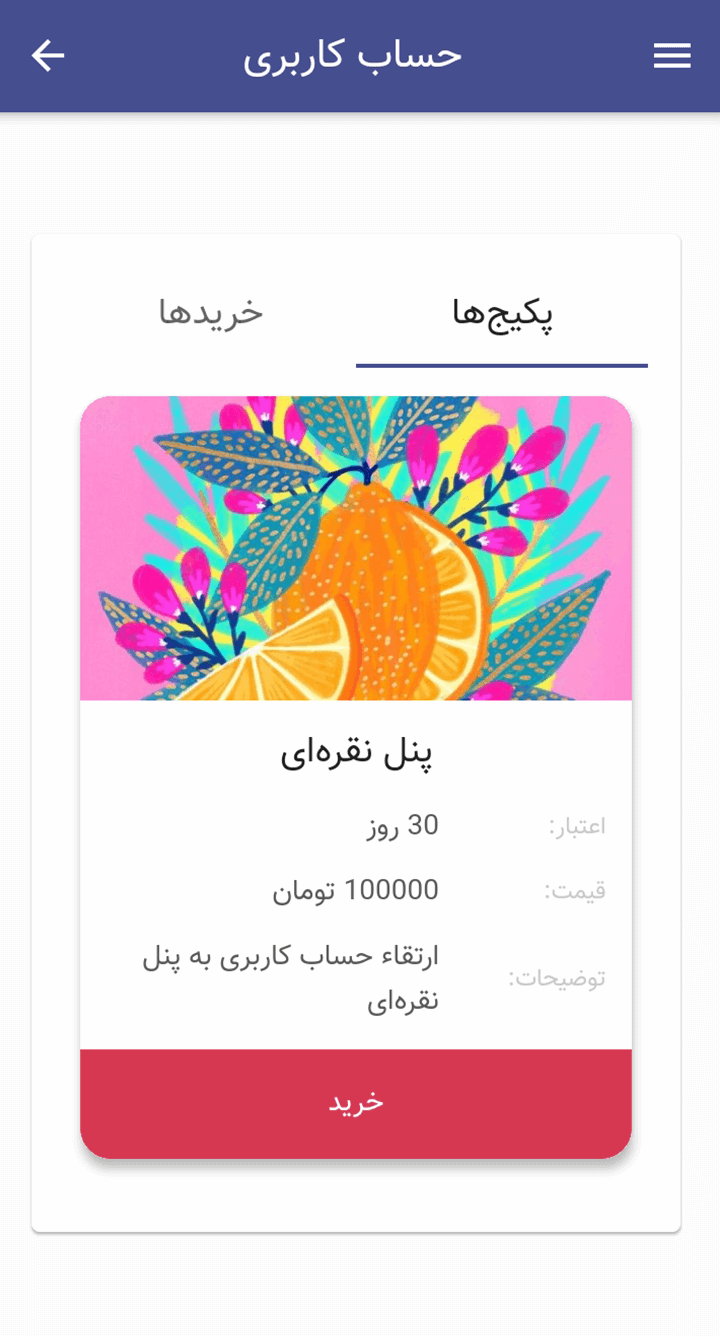 حساب کاربری
پکیج‌ها
خریدها
پنل نقره‌ای
اعتبار: 30 روز
قیمت: 100000 تومان
توضیحات: ارتقاء حساب کاربری به پنل
نقره‌ای
خرید